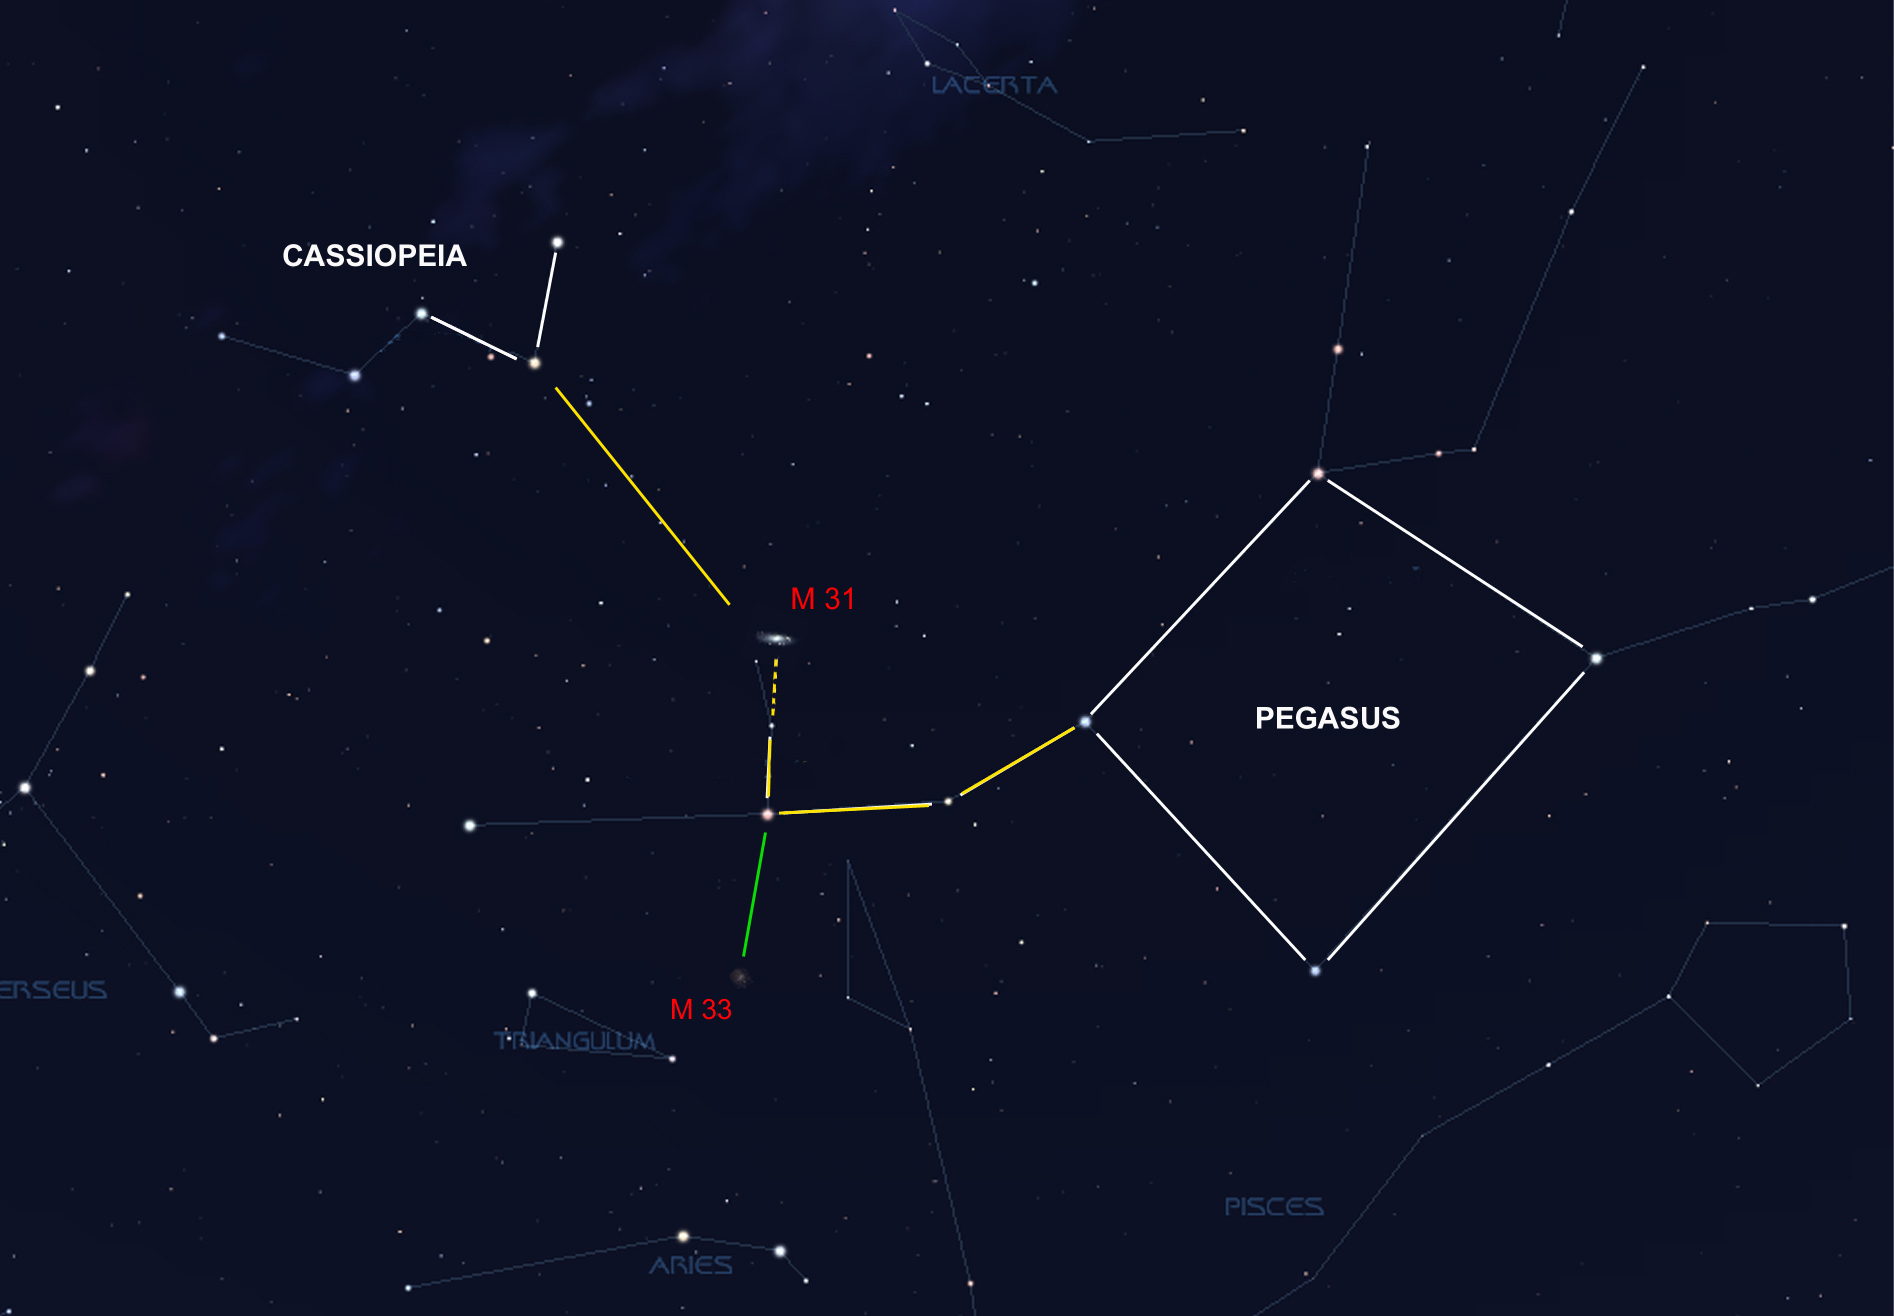 LACERTA
CASSIOPEIA
M 31
PEGASUS
ERSEUS
M 33
TRIANGULUM
PISCES
ARIES